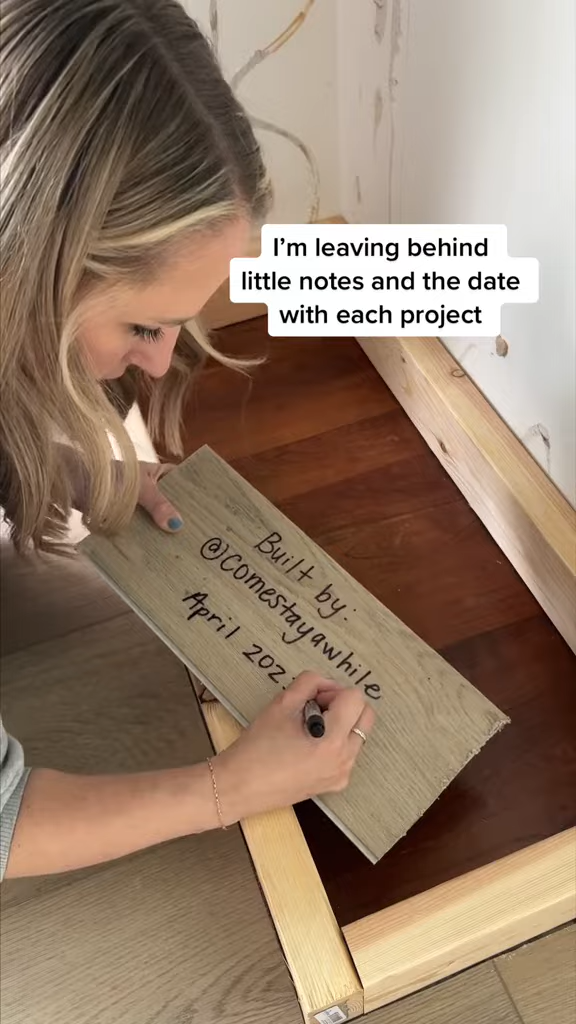 I’m leaving behind
little notes and the date
with each project
Built by:
@comestayawhile
April